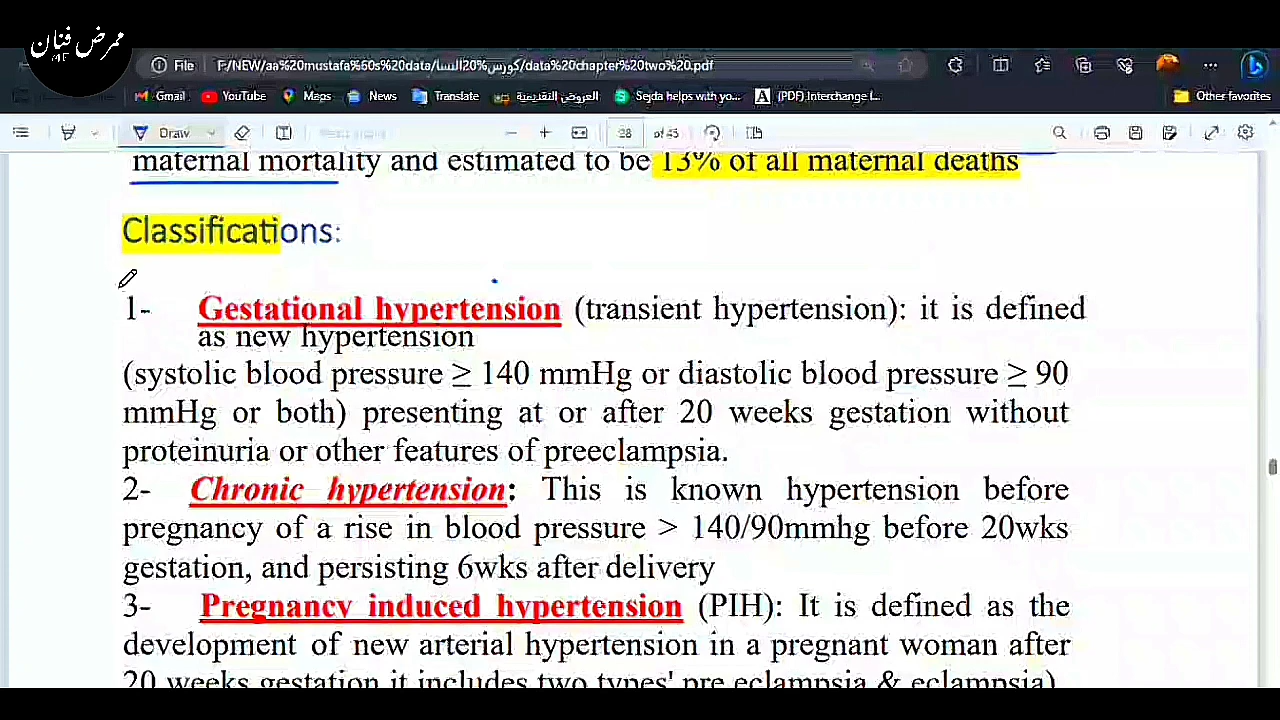 ممرض فنان
File F:/NEW/aa%20mustafa%60s%20data/كورس%20النسا/data%20chapter%20two%20.pdf
Gmail YouTube Maps News Translate العروض التقديمية Sejda helps with yo... (PDF) Interchange I... Other favorites
Draw Read aloud 28 of 45
maternal mortality and estimated to be 13% of all maternal deaths
Classifications:
1- Gestational hypertension (transient hypertension): it is defined
as new hypertension
(systolic blood pressure ≥ 140 mmHg or diastolic blood pressure ≥ 90
mmHg or both) presenting at or after 20 weeks gestation without
proteinuria or other features of preeclampsia.
2- Chronic hypertension: This is known hypertension before
pregnancy of a rise in blood pressure > 140/90mmhg before 20wks
gestation, and persisting 6wks after delivery
3- Pregnancy induced hypertension (PIH): It is defined as the
development of new arterial hypertension in a pregnant woman after
20 weeks gestation it includes two types' pre eclampsia & eclampsia)